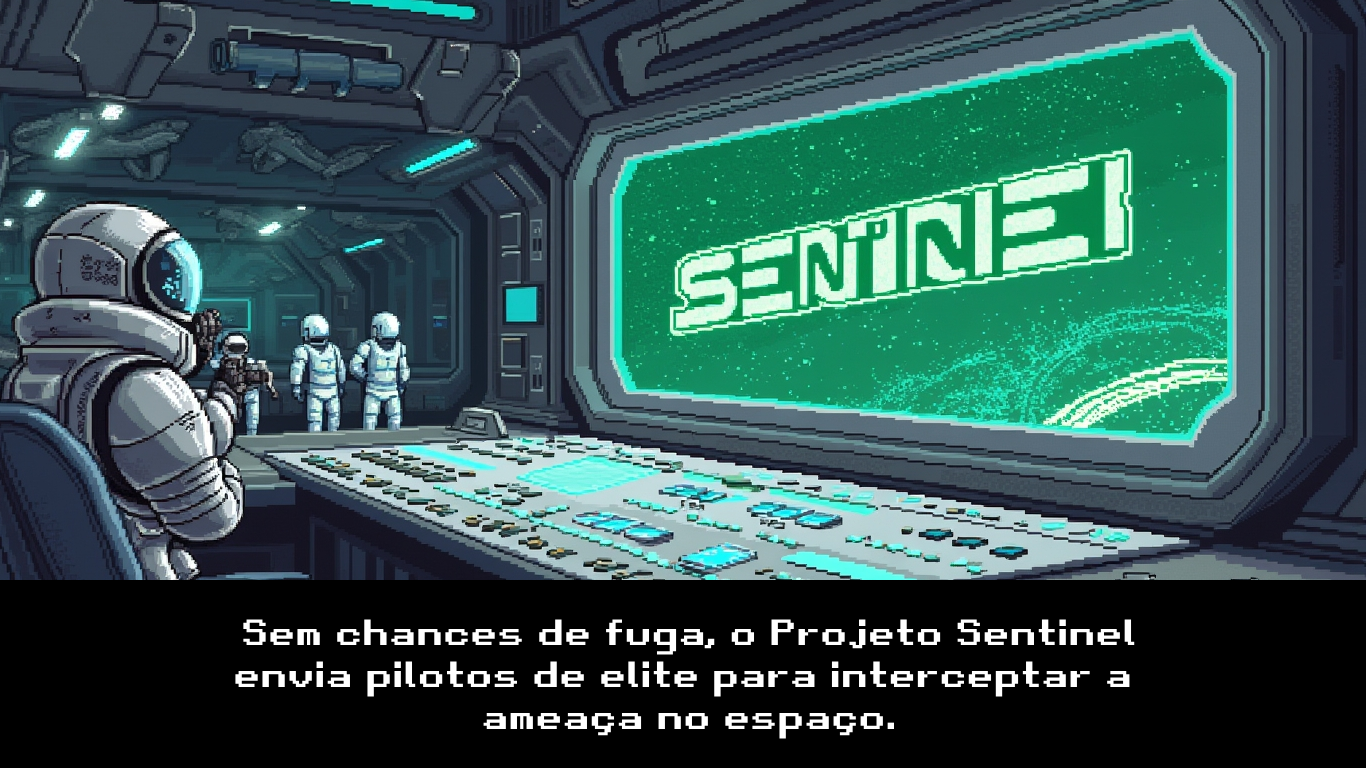 SENTINEl
Sem chances de fuga, o Projeto Sentinel
envia pilotos de elite para interceptar a
ameaça no espaço.